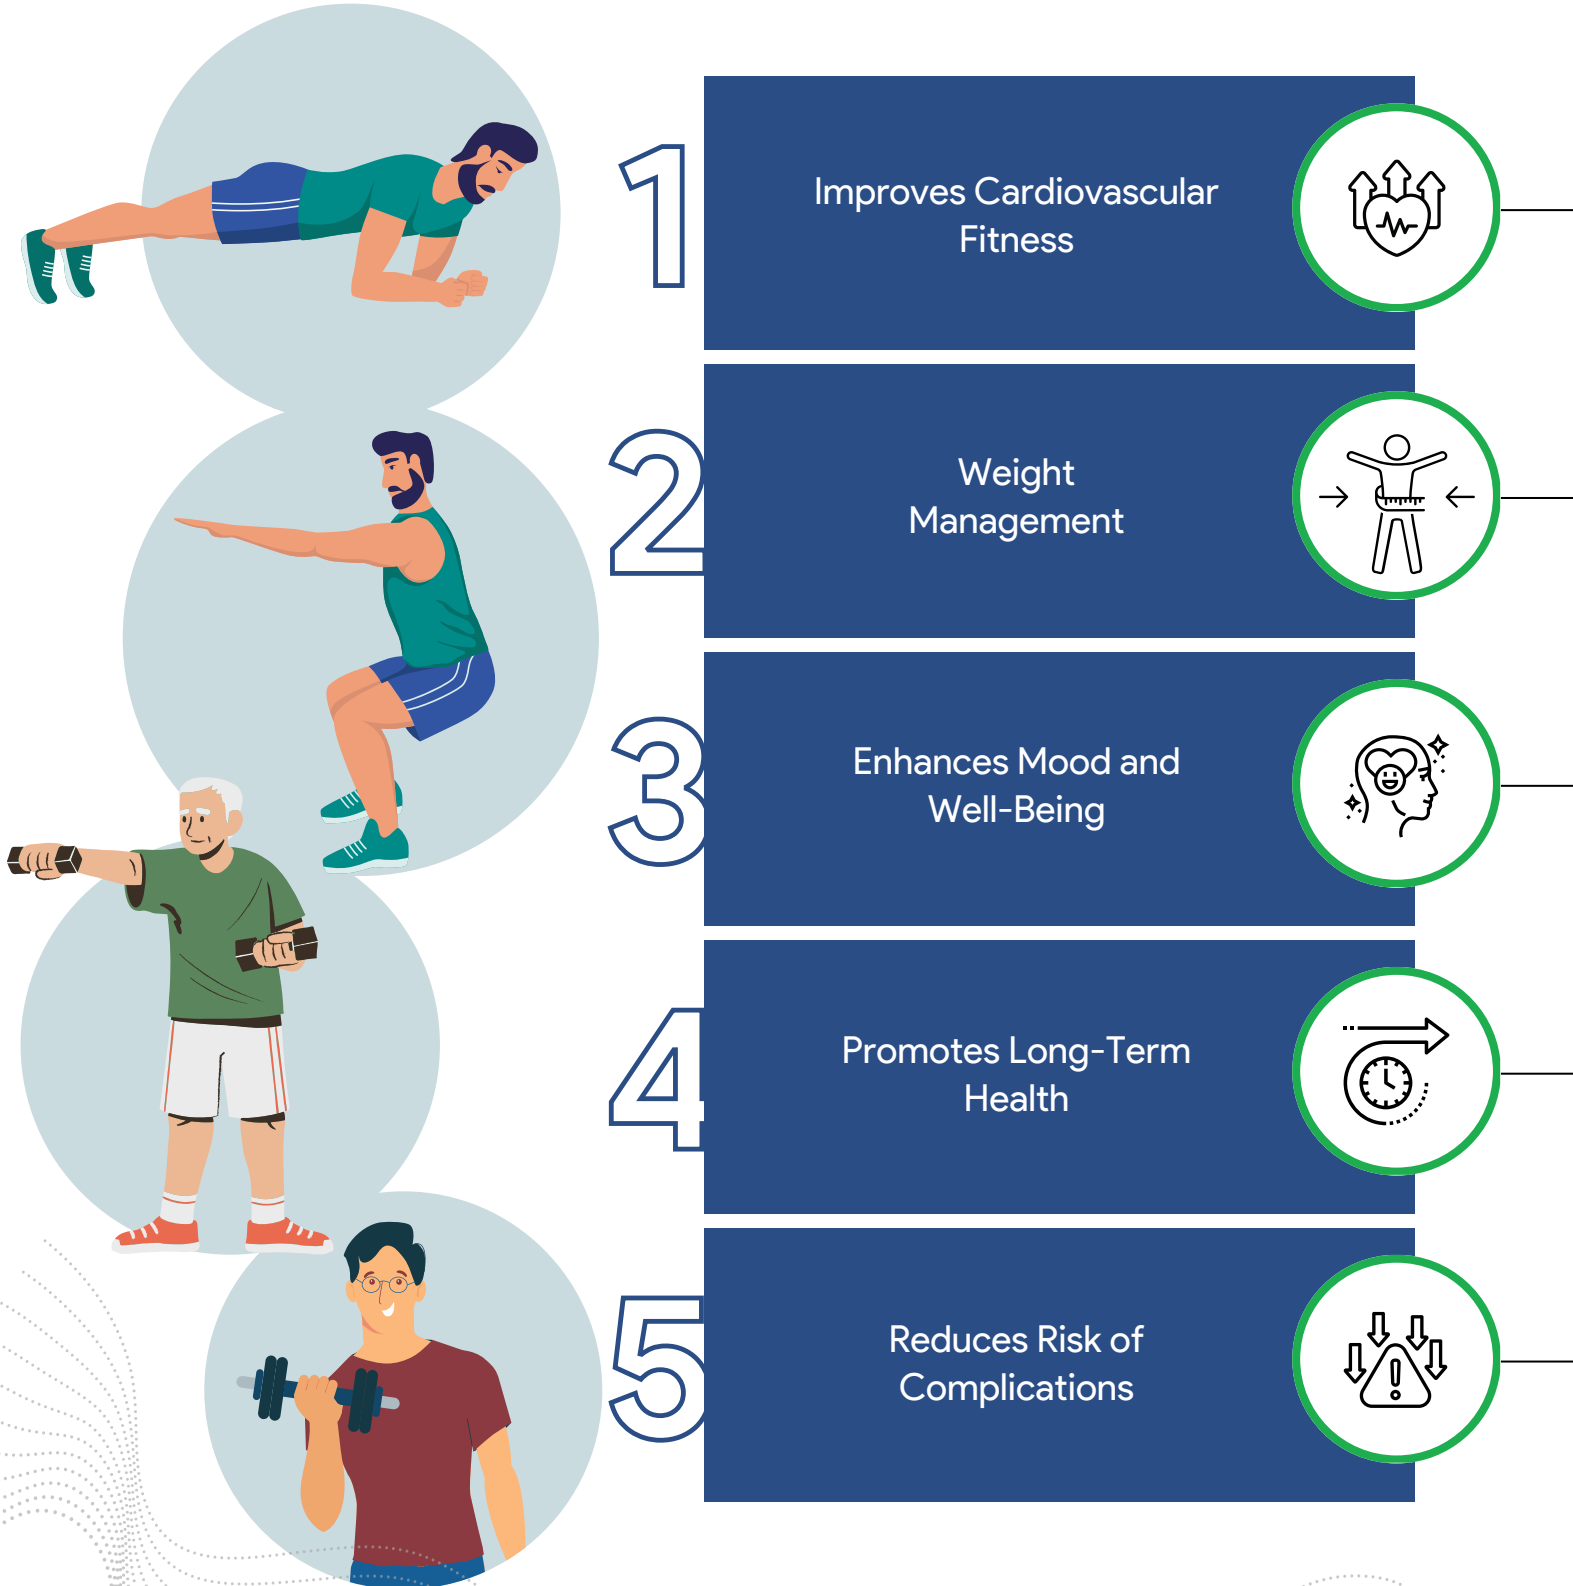 1
Improves Cardiovascular
Fitness
2
Weight
Management
3
Enhances Mood and
Well-Being
4
Promotes Long-Term
Health
5
Reduces Risk of
Complications